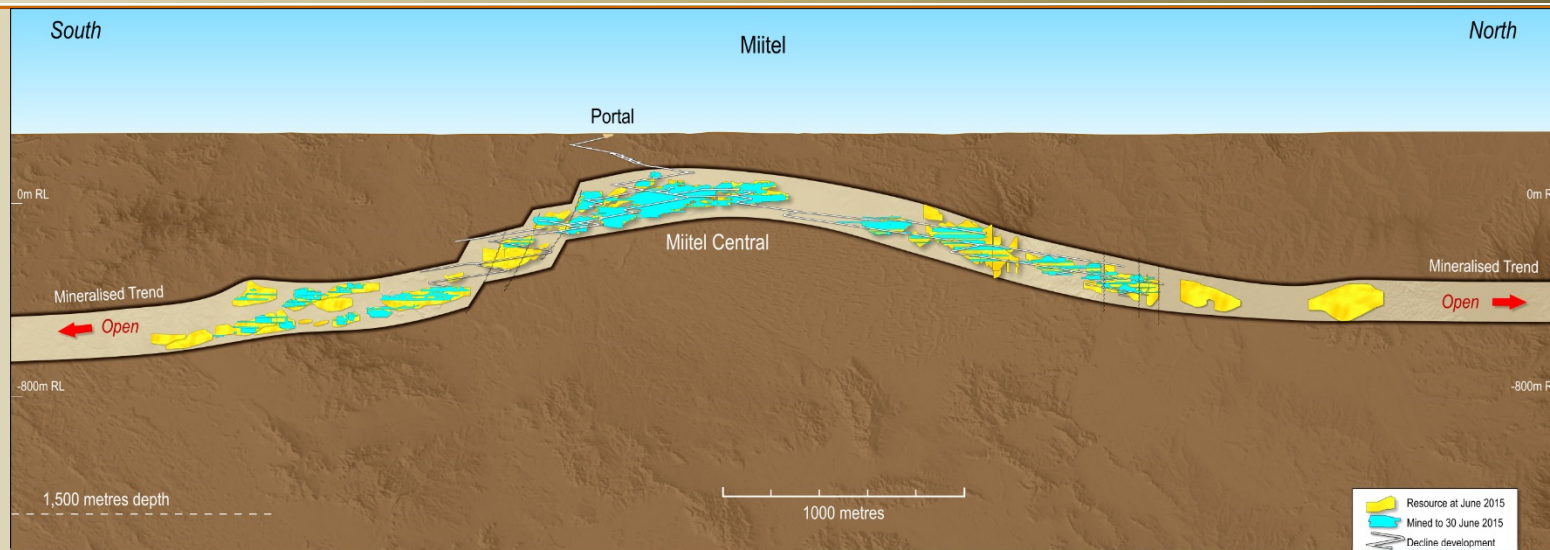 South
Miitel
North
Portal
0m RL
0m R
Miitel Central
Mineralised Trend
Mineralised Trend
Open
Open
-800m RL
-800m R
1,500 metres depth
1000 metres
Resource at June 2015
Mined to 30 June 2015
Decline development